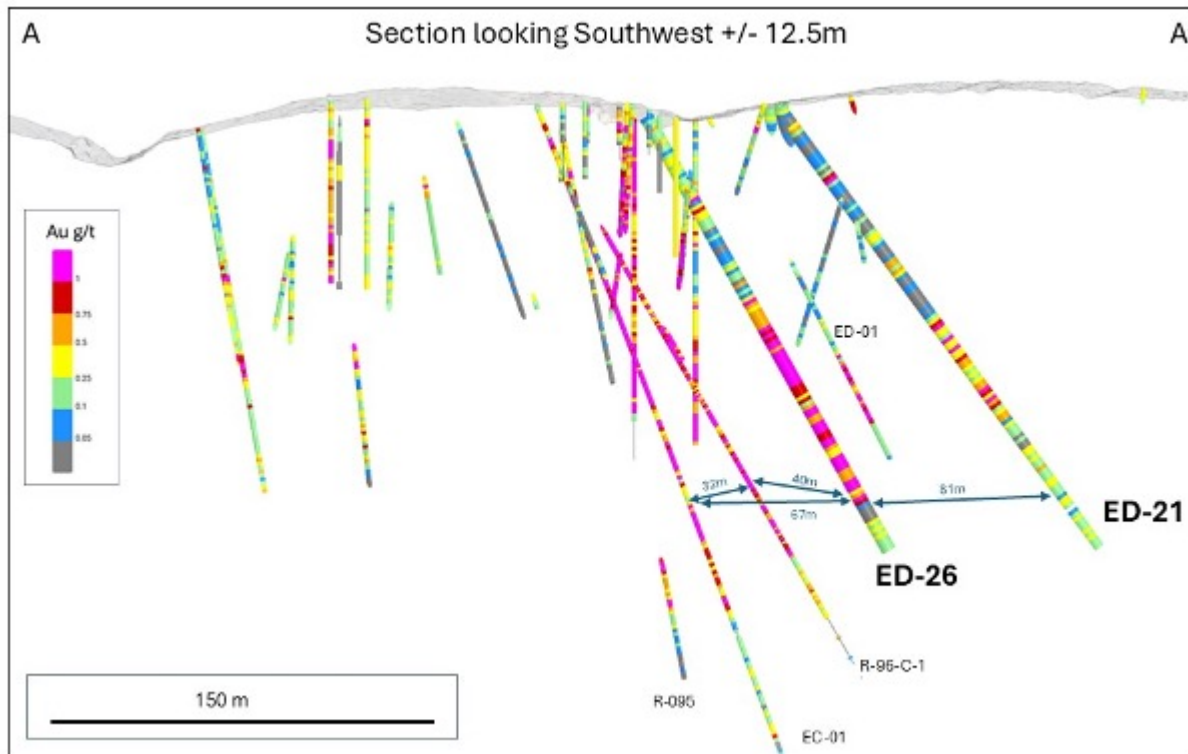 A
Section looking Southwest +/- 12.5m
A
Au g/t
1
0.75
0.5
0.25
0.1
0.05
ED-01
32m
40m
67m
81m
ED-21
ED-26
R-96-C-1
R-095
EC-01
150 m